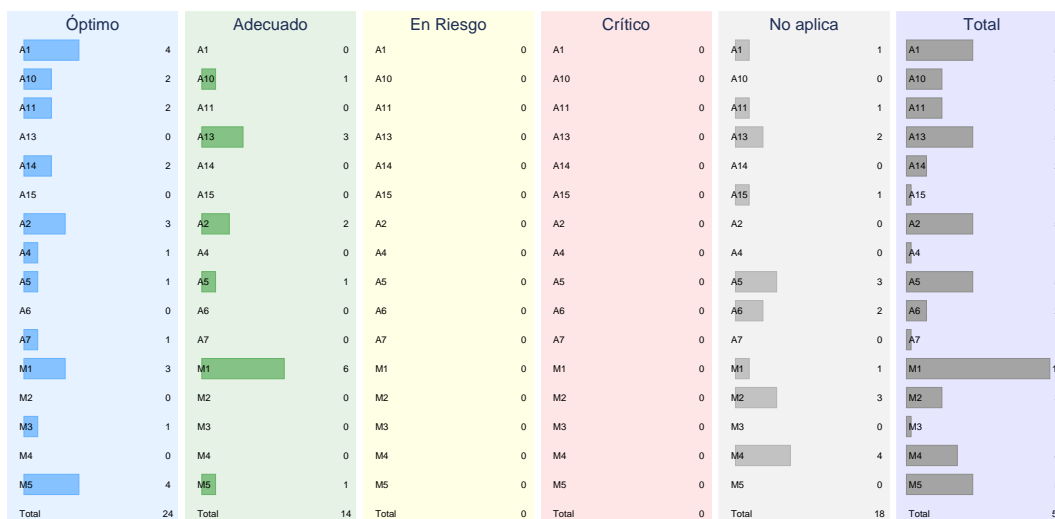 Óptimo Adecuado En Riesgo Crítico No aplica Total
A1 4 A1 0 A1 0 A1 0 A1 1 A1
A10 2 A10 1 A10 0 A10 0 A10 0 A10
A11 2 A11 0 A11 0 A11 0 A11 1 A11
A13 0 A13 3 A13 0 A13 0 A13 2 A13
A14 2 A14 0 A14 0 A14 0 A14 0 A14
A15 0 A15 0 A15 0 A15 0 A15 1 A15
A2 3 A2 2 A2 0 A2 0 A2 0 A2
A4 1 A4 0 A4 0 A4 0 A4 0 A4
A5 1 A5 1 A5 0 A5 0 A5 3 A5
A6 0 A6 0 A6 0 A6 0 A6 2 A6
A7 1 A7 0 A7 0 A7 0 A7 0 A7
M1 3 M1 6 M1 0 M1 0 M1 1 M1 1
M2 0 M2 0 M2 0 M2 0 M2 3 M2
M3 1 M3 0 M3 0 M3 0 M3 0 M3
M4 0 M4 0 M4 0 M4 0 M4 4 M4
M5 4 M5 1 M5 0 M5 0 M5 0 M5
Total 24 Total 14 Total 0 Total 0 Total 18 Total 5